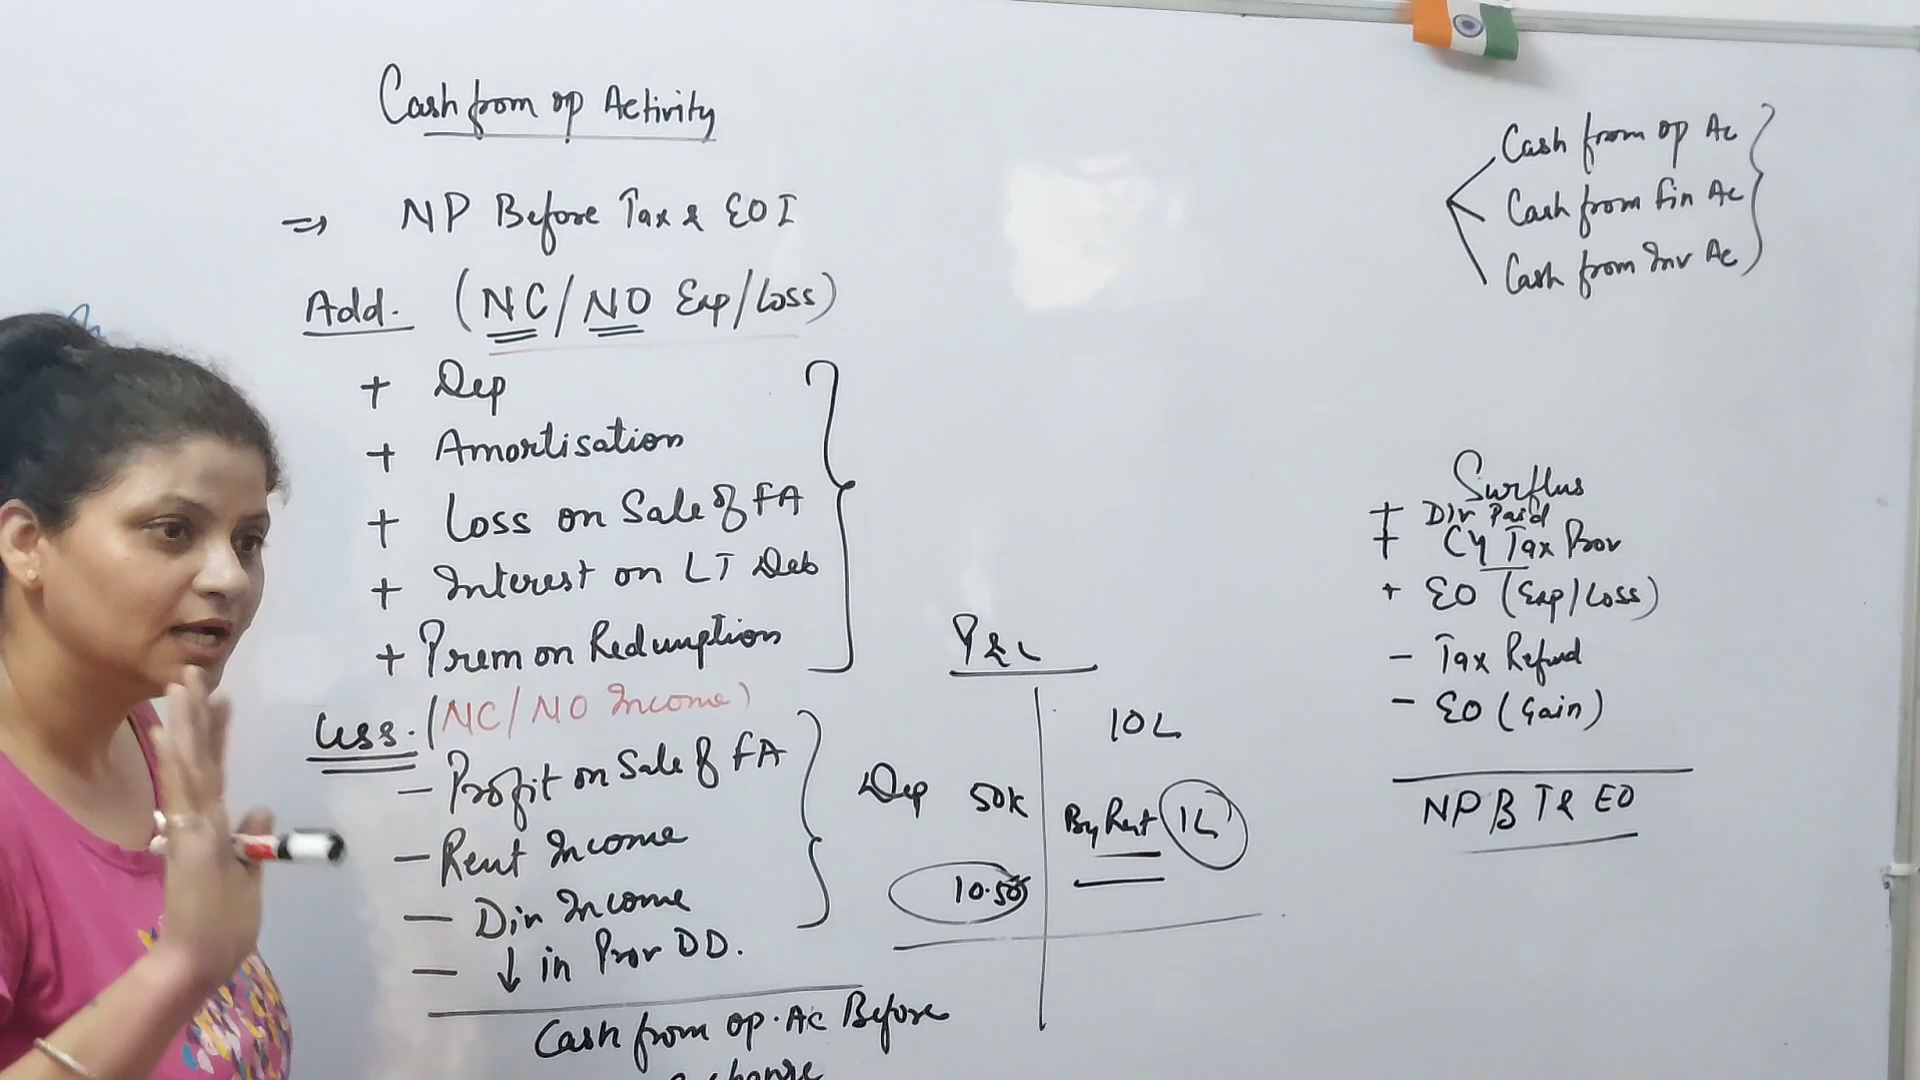 Cash from op Activity
⇒ NP Before Tax & EOI
Add. (NC/NO Exp/Loss)
+ Dep
+ Amortisation
+ Loss on Sale of FA
+ Interest on LT Deb
+ Prem on Redumption
Less. (NC/NO Income)
– Profit on Sale of FA
– Rent Income
– Div Income
– ↓ in Prov DD.
Cash from op. Ac Before
change
P&L
10L
Dep 50K
By Rent 1L
10.50
Cash from op Ac
Cash from Fin Ac
Cash from Inv Ac
Surplus
+ Div Paid
+ CY Tax Prov
+ EO (Exp/Loss)
– Tax Refund
– EO (Gain)
NPBT & EO